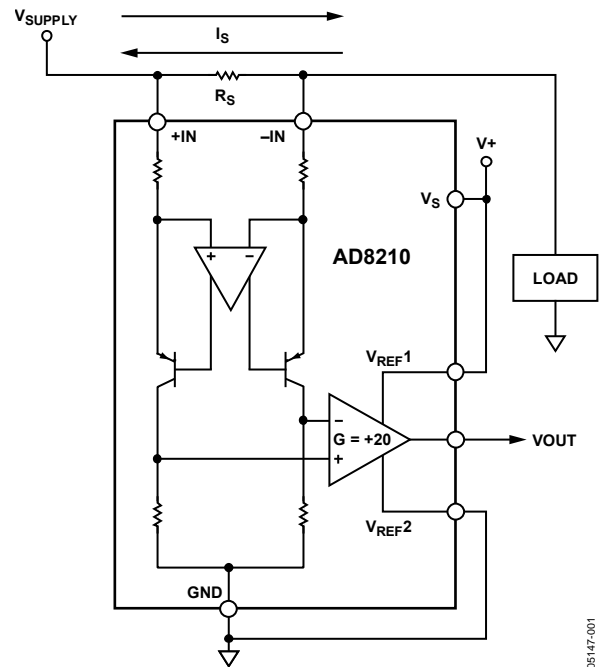 VSUPPLY
IS
RS
+IN
–IN
V+
VS
AD8210
LOAD
+ –
VREF1
–
G = +20
+
VOUT
VREF2
GND
05147-001